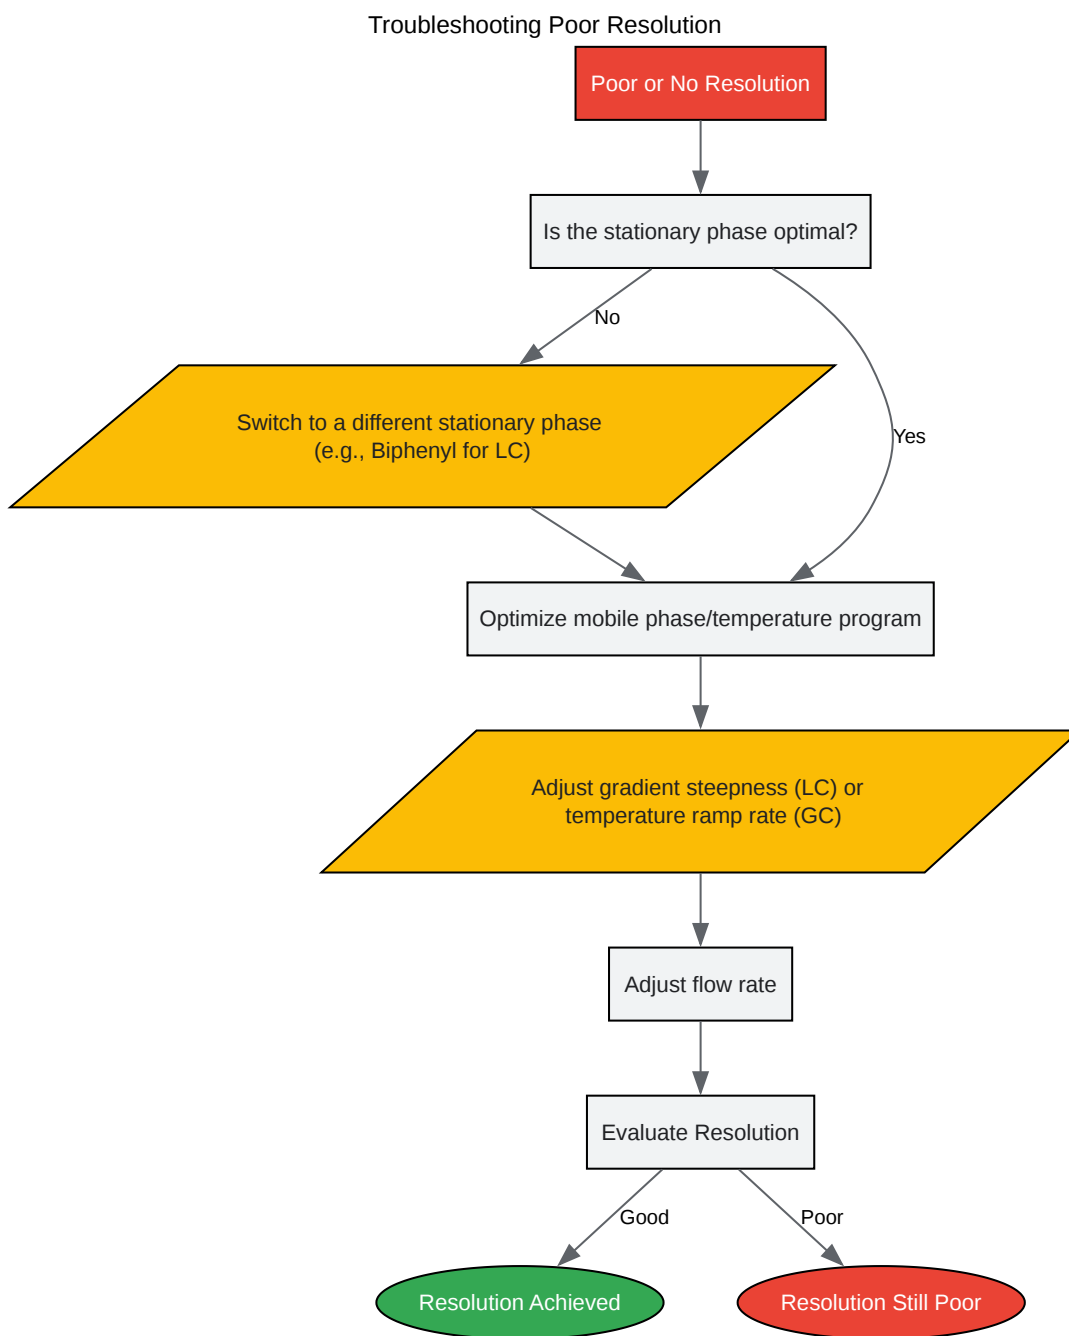 Troubleshooting Poor Resolution
Poor or No Resolution
Is the stationary phase optimal?
No
Switch to a different stationary phase
(e.g., Biphenyl for LC)
Yes
Optimize mobile phase/temperature program
Adjust gradient steepness (LC) or
temperature ramp rate (GC)
Adjust flow rate
Evaluate Resolution
Good
Poor
Resolution Achieved
Resolution Still Poor